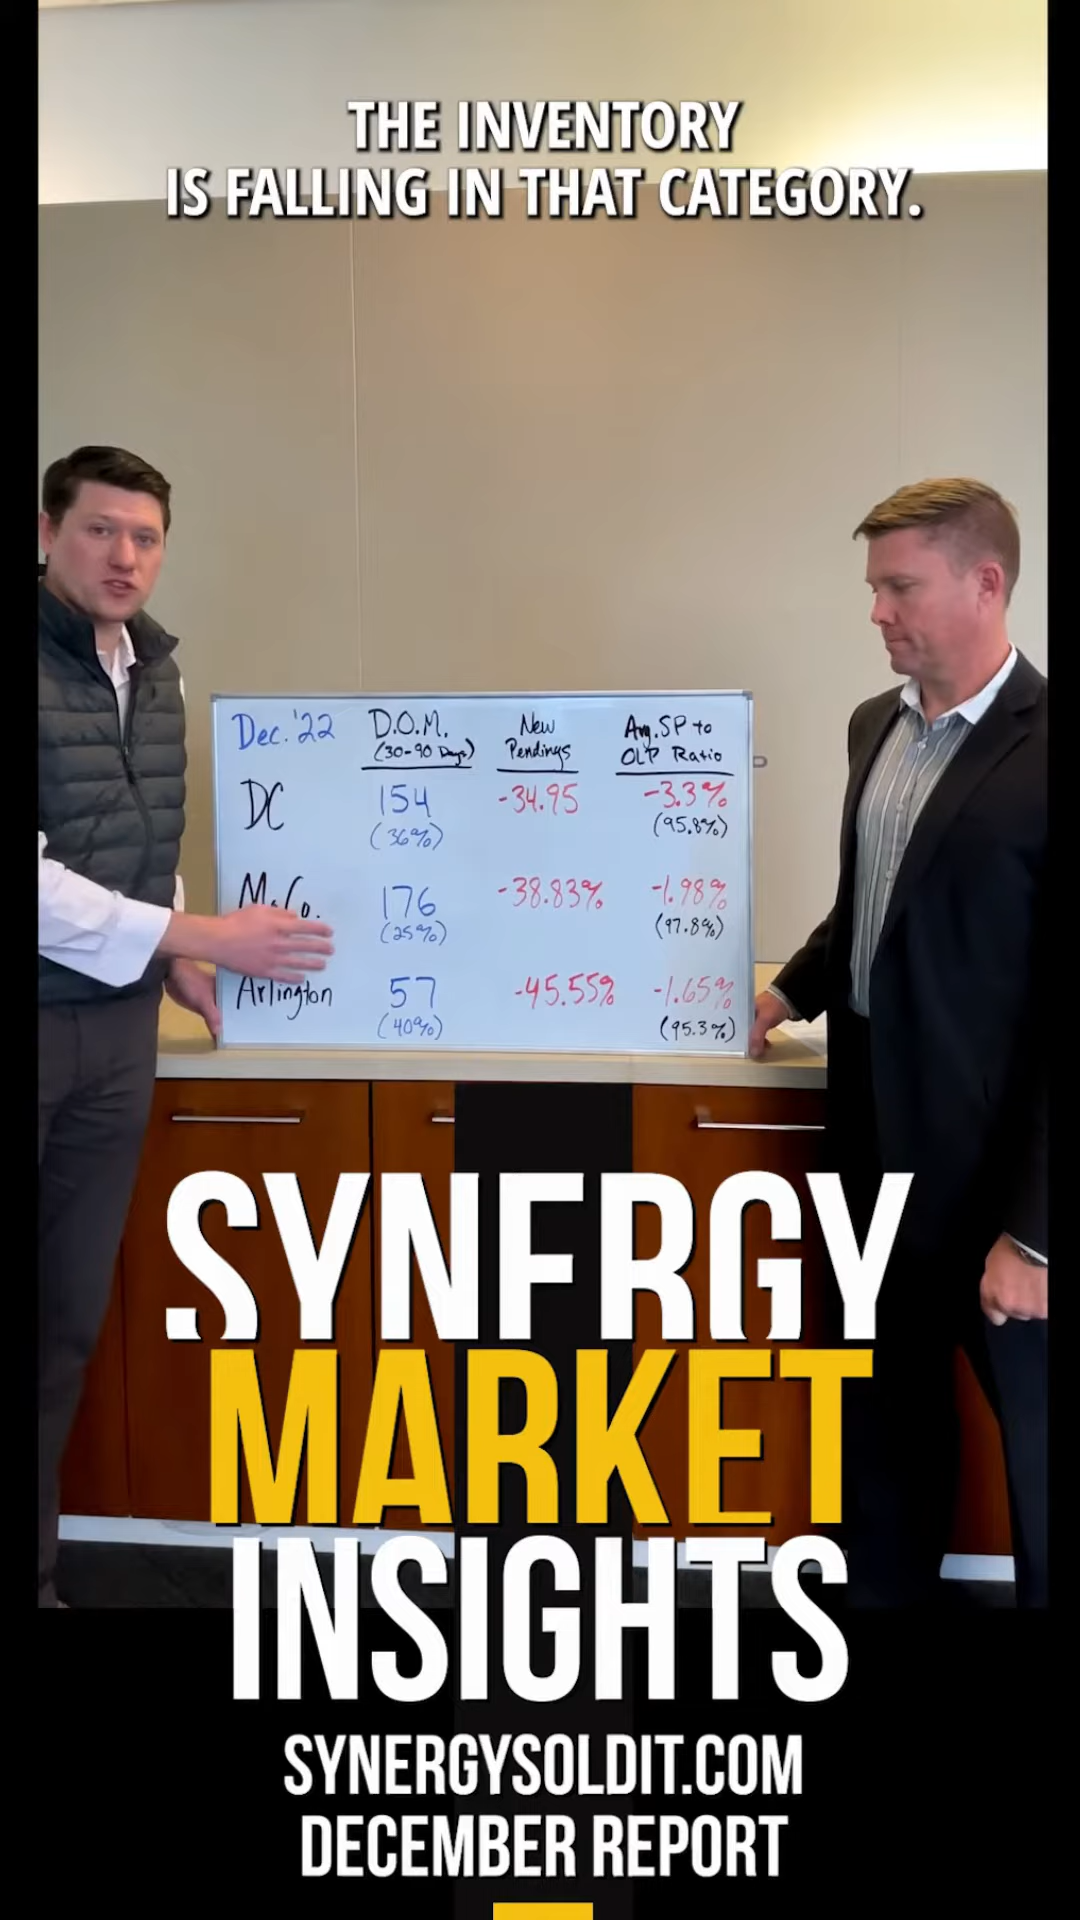 THE INVENTORY
IS FALLING IN THAT CATEGORY.
Dec. '22 D.O.M. New Avg. SP to
(30-90 Days) Pendings OLP Ratio
DC 154 -34.95 -3.3%
(36%) (95.8%)
MoCo. 176 -38.83% -1.98%
(25%) (97.8%)
Arlington 57 -45.55% -1.65%
(40%) (95.3%)
SYNERGY
MARKET
INSIGHTS
SYNERGYSOLDIT.COM
DECEMBER REPORT